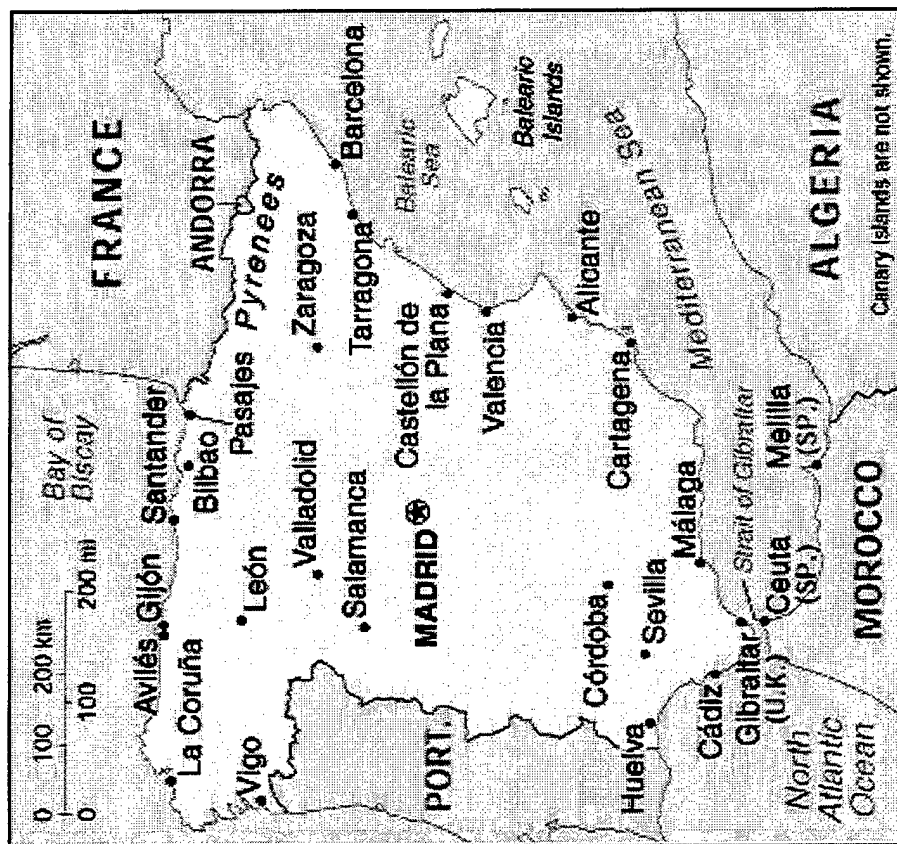 0 100 200 km
0 100 200 mi
Bay of
Biscay
FRANCE
Avilés
Gijón
Santander
La Coruña
Bilbao
Pasajes
ANDORRA
Pyrenees
Vigo
León
Valladolid
Zaragoza
Barcelona
Salamanca
Tarragona
MADRID
Castellón de
la Plana
Balearic
Sea
Balearic
Islands
PORT.
Valencia
Alicante
Córdoba
Cartagena
Huelva
Sevilla
Mediterranean Sea
Cádiz
Málaga
Gibraltar
(U.K.)
Strait of Gibraltar
Ceuta
(SP.)
Melilla
(SP.)
North
Atlantic
Ocean
MOROCCO
ALGERIA
Canary Islands are not shown.